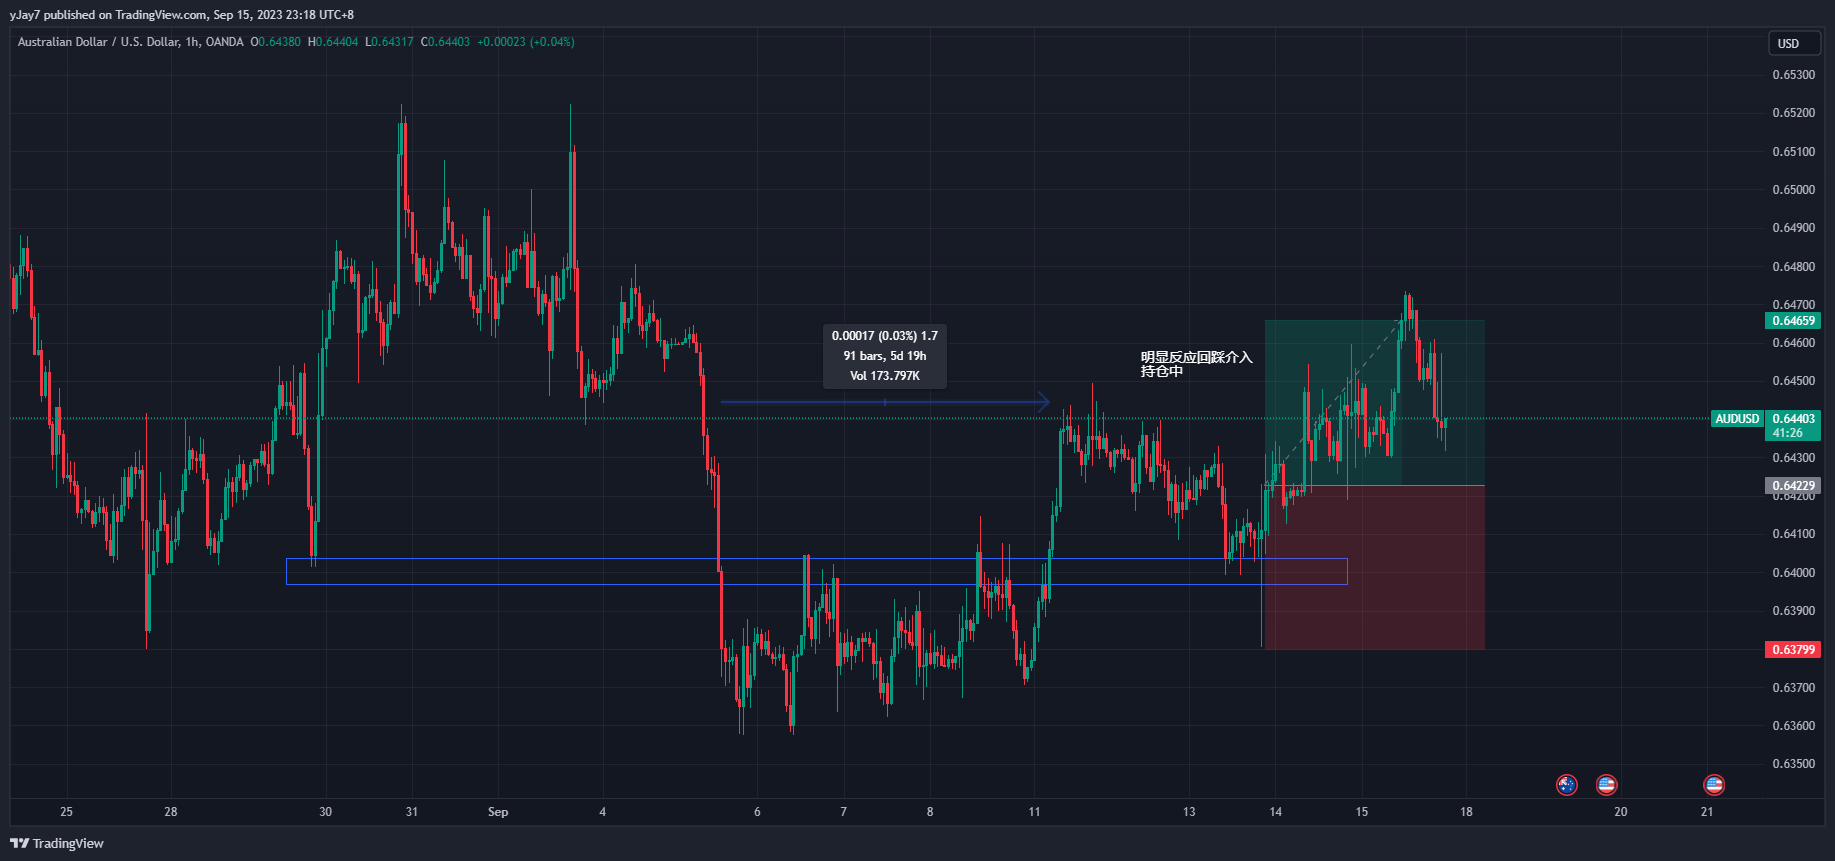 yJay7 published on TradingView.com, Sep 15, 2023 23:18 UTC+8
Australian Dollar / U.S. Dollar, 1h, OANDA O0.64380 H0.64404 L0.64317 C0.64403 +0.00023 (+0.04%)
USD
0.65300
0.65200
0.65100
0.65000
0.64900
0.64800
0.64700
0.64659
0.64600
0.64500
AUDUSD 0.64403
41:26
0.64300
0.64229
0.64200
0.64100
0.64000
0.63900
0.63799
0.63700
0.63600
0.63500
0.00017 (0.03%) 1.7
91 bars, 5d 19h
Vol 173.797K
明显反应回踩介入
持仓中
25 28 30 31 Sep 4 6 7 8 11 13 14 15 18 20 21
TradingView